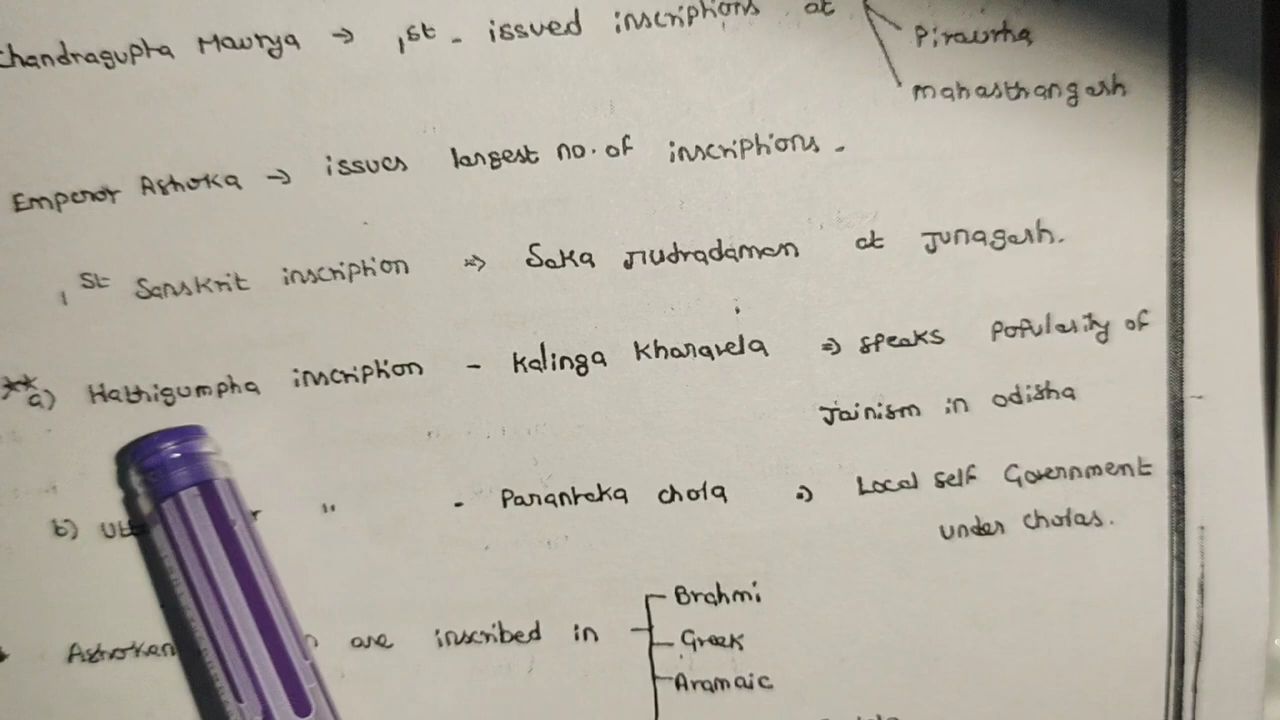 Chandragupta Maurya → 1st - issued inscriptions at
Piraurha
mahasthangarh
Emperor Ashoka → issues largest no. of inscriptions.
1st Sanskrit inscription ⇒ Saka rudradaman at Junagarh.
** a) Hathigumpha inscription - Kalinga Kharavela ⇒ speaks Popularity of
Jainism in odisha
b) " - Parantaka chola ⇒ Local self Government
under cholas.
Ashokan are inscribed in
Brahmi
Greek
Aramaic